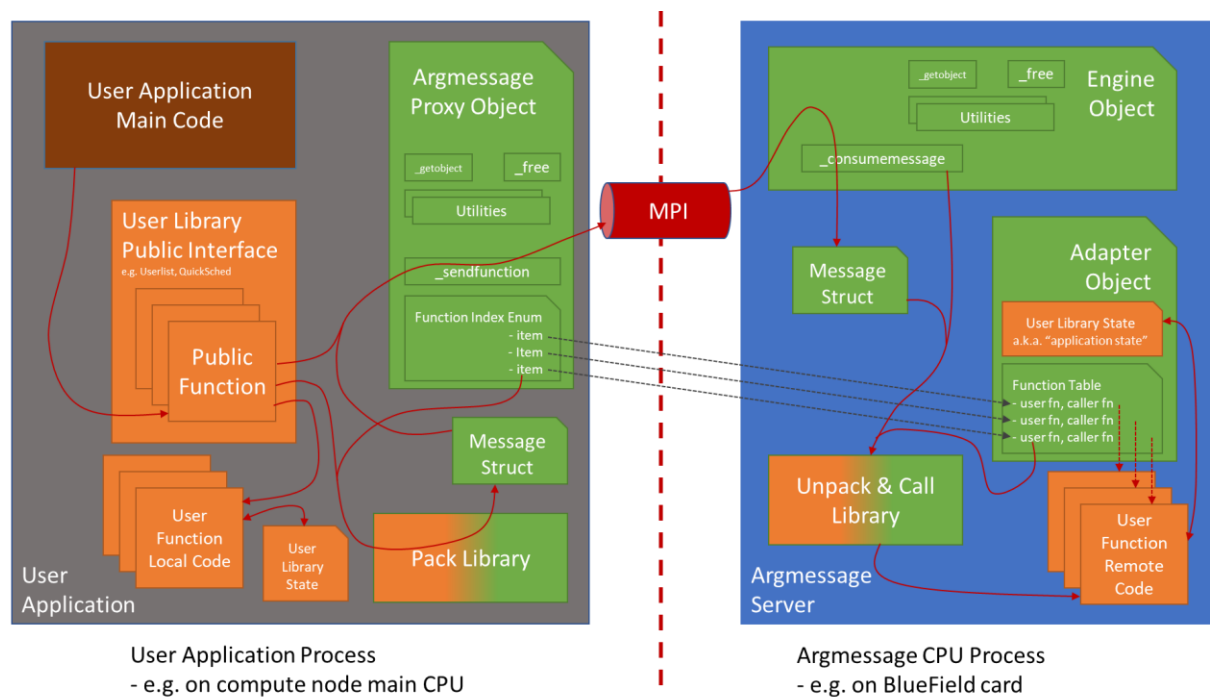 User Application
Main Code
Argmessage
Proxy Object
_getobject
_free
Utilities
_sendfunction
Function Index Enum
- item
- Item
- item
User Library
Public Interface
e.g. Userlist, QuickSched
Public
Function
Message
Struct
User
Function
Local Code
User
Library
State
Pack Library
User
Application
MPI
_getobject
_free
Engine
Object
Utilities
_consumemessage
Message
Struct
Adapter
Object
User Library State
a.k.a. “application state”
Function Table
- user fn, caller fn
- user fn, caller fn
- user fn, caller fn
Unpack & Call
Library
User
Function
Remote
Code
Argmessage
Server
User Application Process
- e.g. on compute node main CPU
Argmessage CPU Process
- e.g. on BlueField card